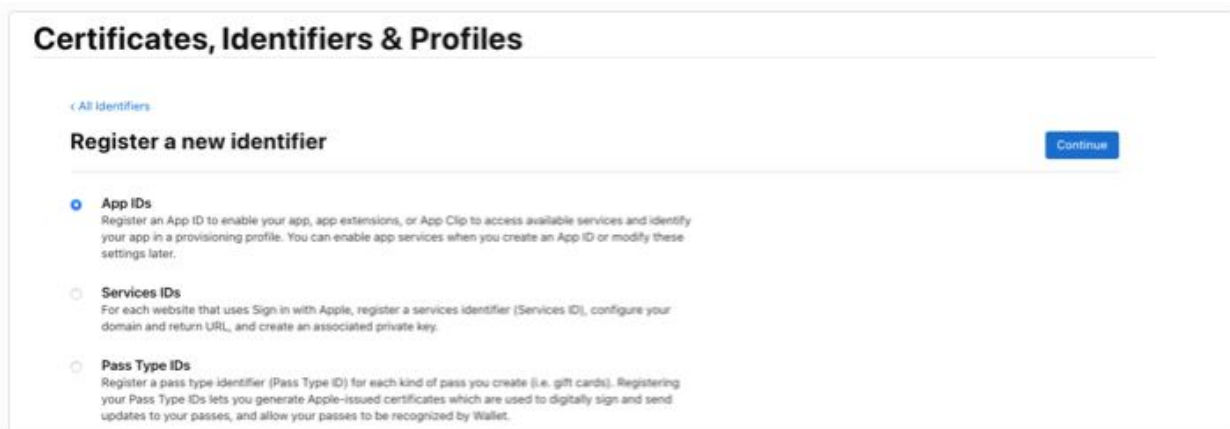 Certificates, Identifiers & Profiles
< All Identifiers
Register a new identifier
Continue
App IDs
Register an App ID to enable your app, app extensions, or App Clip to access available services and identify
your app in a provisioning profile. You can enable app services when you create an App ID or modify these
settings later.
Services IDs
For each website that uses Sign in with Apple, register a services identifier (Services ID), configure your
domain and return URL, and create an associated private key.
Pass Type IDs
Register a pass type identifier (Pass Type ID) for each kind of pass you create (i.e. gift cards). Registering
your Pass Type IDs lets you generate Apple-issued certificates which are used to digitally sign and send
updates to your passes, and allow your passes to be recognized by Wallet.